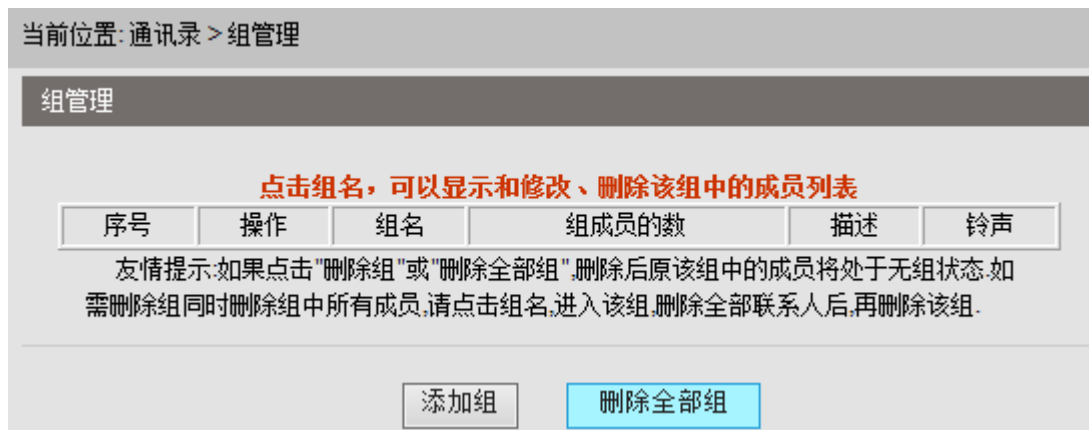 当前位置: 通讯录 > 组管理
组管理
点击组名，可以显示和修改、删除该组中的成员列表
序号 操作 组名 组成员的数 描述 铃声
友情提示:如果点击"删除组"或"删除全部组",删除后原该组中的成员将处于无组状态.如
需删除组同时删除组中所有成员,请点击组名,进入该组,删除全部联系人后,再删除该组.
添加组 删除全部组